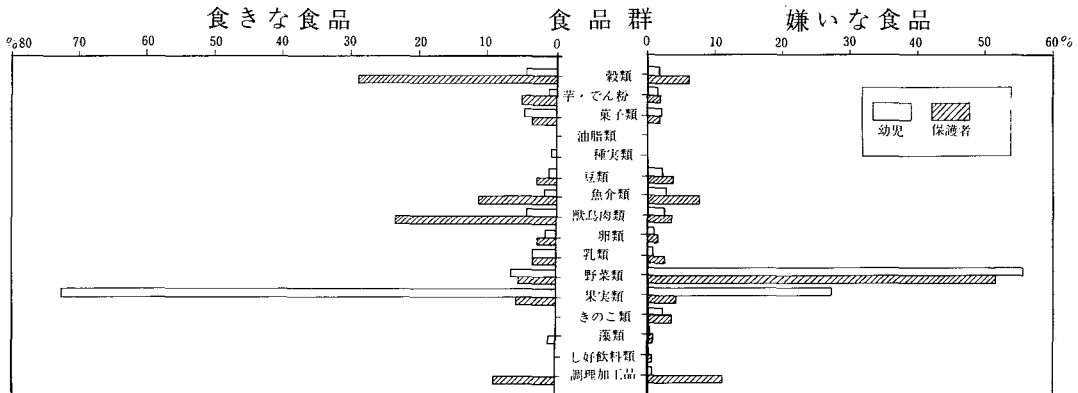 食きな食品 食品群 嫌いな食品
%80 70 60 50 40 30 20 10 0 0 10 20 30 40 50 60%
穀類
芋・でん粉
菓子類
油脂類
種実類
豆類
魚介類
獣鳥肉類
卵類
乳類
野菜類
果実類
きのこ類
藻類
し好飲料類
調理加工品
幼児 保護者